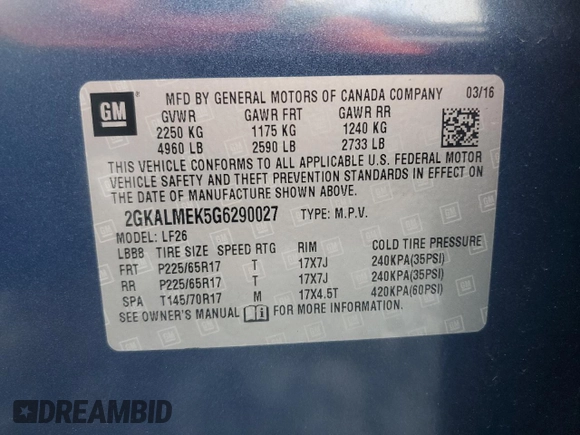 GM
MFD BY GENERAL MOTORS OF CANADA COMPANY 03/16
GVWR GAWR FRT GAWR RR
2250 KG 1175 KG 1240 KG
4960 LB 2590 LB 2733 LB
THIS VEHICLE CONFORMS TO ALL APPLICABLE U.S. FEDERAL MOTOR
VEHICLE SAFETY AND THEFT PREVENTION STANDARDS IN EFFECT ON
THE DATE OF MANUFACTURE SHOWN ABOVE.
2GKALMEK5G6290027 TYPE: M.P.V.
MODEL: LF26
LBBB TIRE SIZE SPEED RTG RIM COLD TIRE PRESSURE
FRT P225/65R17 T 17X7J 240KPA(35PSI)
RR P225/65R17 T 17X7J 240KPA(35PSI)
SPA T145/70R17 M 17X4.5T 420KPA(60PSI)
SEE OWNER'S MANUAL FOR MORE INFORMATION.
DREAMBID